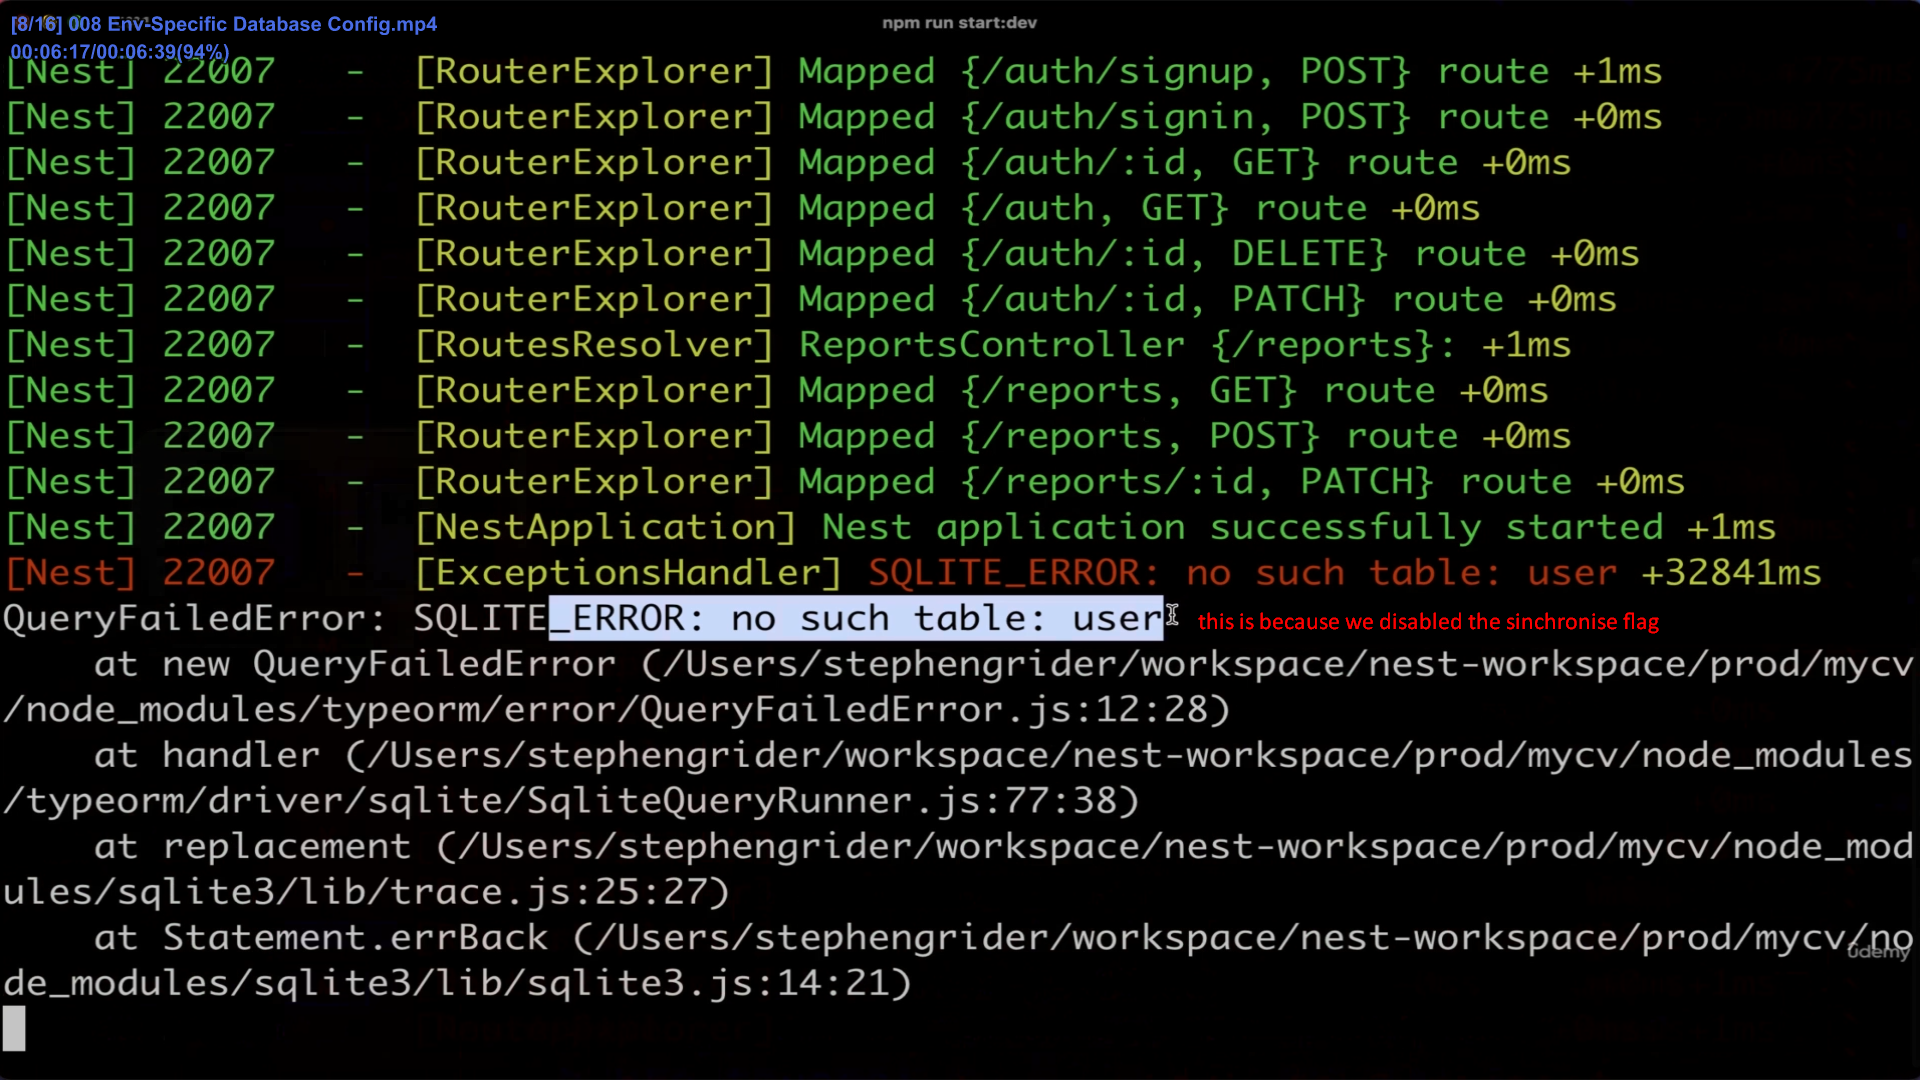 [8/16] 008 Env-Specific Database Config.mp4
npm run start:dev
00:06:17/00:06:39(94%)
[Nest] 22007   -  [RouterExplorer] Mapped {/auth/signup, POST} route +1ms
[Nest] 22007   -  [RouterExplorer] Mapped {/auth/signin, POST} route +0ms
[Nest] 22007   -  [RouterExplorer] Mapped {/auth/:id, GET} route +0ms
[Nest] 22007   -  [RouterExplorer] Mapped {/auth, GET} route +0ms
[Nest] 22007   -  [RouterExplorer] Mapped {/auth/:id, DELETE} route +0ms
[Nest] 22007   -  [RouterExplorer] Mapped {/auth/:id, PATCH} route +0ms
[Nest] 22007   -  [RoutesResolver] ReportsController {/reports}: +1ms
[Nest] 22007   -  [RouterExplorer] Mapped {/reports, GET} route +0ms
[Nest] 22007   -  [RouterExplorer] Mapped {/reports, POST} route +0ms
[Nest] 22007   -  [RouterExplorer] Mapped {/reports/:id, PATCH} route +0ms
[Nest] 22007   -  [NestApplication] Nest application successfully started +1ms
[Nest] 22007   -  [ExceptionsHandler] SQLITE_ERROR: no such table: user +32841ms
QueryFailedError: SQLITE_ERROR: no such table: user this is because we disabled the sinchronise flag
    at new QueryFailedError (/Users/stephengrider/workspace/nest-workspace/prod/mycv
/node_modules/typeorm/error/QueryFailedError.js:12:28)
    at handler (/Users/stephengrider/workspace/nest-workspace/prod/mycv/node_modules
/typeorm/driver/sqlite/SqliteQueryRunner.js:77:38)
    at replacement (/Users/stephengrider/workspace/nest-workspace/prod/mycv/node_mod
ules/sqlite3/lib/trace.js:25:27)
    at Statement.errBack (/Users/stephengrider/workspace/nest-workspace/prod/mycv/no
ûdemy
de_modules/sqlite3/lib/sqlite3.js:14:21)